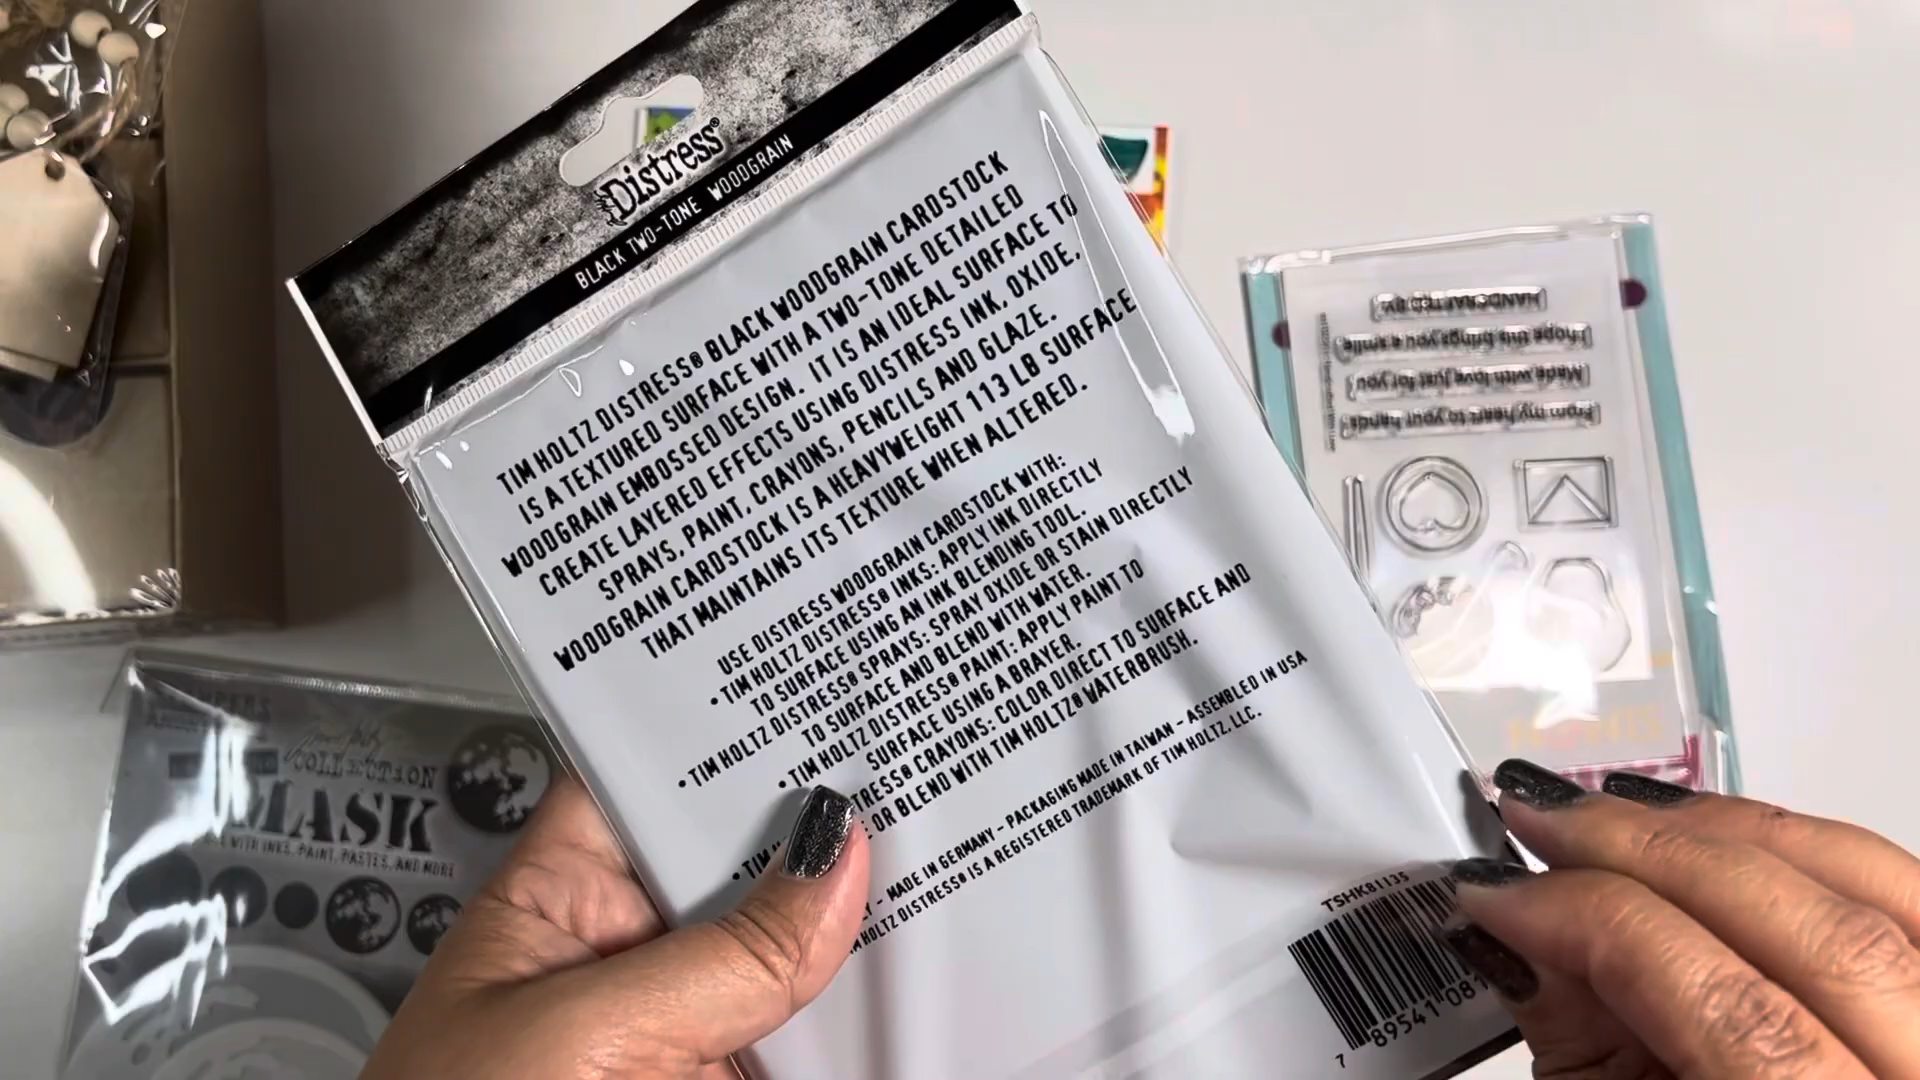 Distress®
BLACK TWO-TONE WOODGRAIN
TIM HOLTZ DISTRESS® BLACK WOODGRAIN CARDSTOCK
IS A TEXTURED SURFACE WITH A TWO-TONE DETAILED
WOODGRAIN EMBOSSED DESIGN. IT IS AN IDEAL SURFACE TO
CREATE LAYERED EFFECTS USING DISTRESS INK, OXIDE,
SPRAYS, PAINT, CRAYONS, PENCILS AND GLAZE.
WOODGRAIN CARDSTOCK IS A HEAVYWEIGHT 113 LB SURFACE
THAT MAINTAINS ITS TEXTURE WHEN ALTERED.
USE DISTRESS WOODGRAIN CARDSTOCK WITH:
• TIM HOLTZ DISTRESS® INKS: APPLY INK DIRECTLY
TO SURFACE USING AN INK BLENDING TOOL.
• TIM HOLTZ DISTRESS® SPRAYS: SPRAY OXIDE OR STAIN DIRECTLY
TO SURFACE AND BLEND WITH WATER.
• TIM HOLTZ DISTRESS® PAINT: APPLY PAINT TO
SURFACE USING A BRAYER.
• TIM TRESS® CRAYONS: COLOR DIRECT TO SURFACE AND
OR BLEND WITH TIM HOLTZ® WATERBRUSH.
- MADE IN GERMANY - PACKAGING MADE IN TAIWAN - ASSEMBLED IN USA
HOLTZ DISTRESS® IS A REGISTERED TRADEMARK OF TIM HOLTZ, LLC.
TSHK81135
7 89541 081
HANDCRAFTED BY:
I hope this brings you a smile.
Made with love, just for you!
From my heart to your hands.
COLLECTION
MASK
WITH INKS, PAINT, PASTES, AND MORE